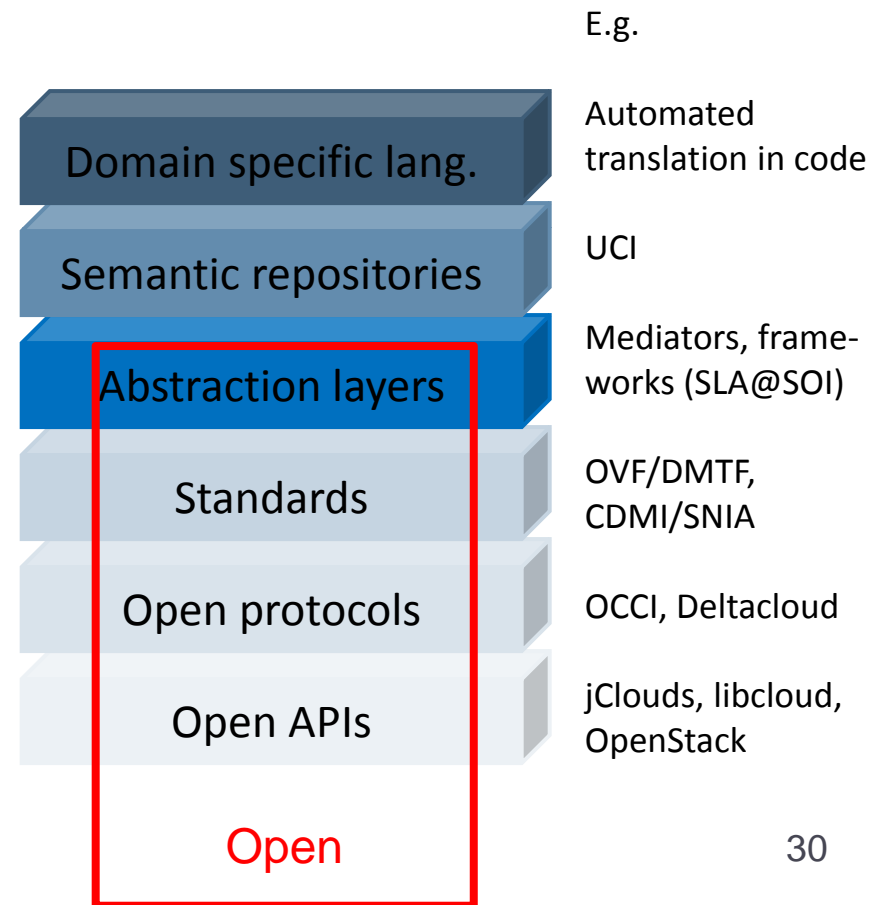 E.g.
Domain specific lang.
Automated
translation in code
Semantic repositories
UCI
Abstraction layers
Mediators, frame-
works (SLA@SOI)
Standards
OVF/DMTF,
CDMI/SNIA
Open protocols
OCCI, Deltacloud
Open APIs
jClouds, libcloud,
OpenStack
Open
30